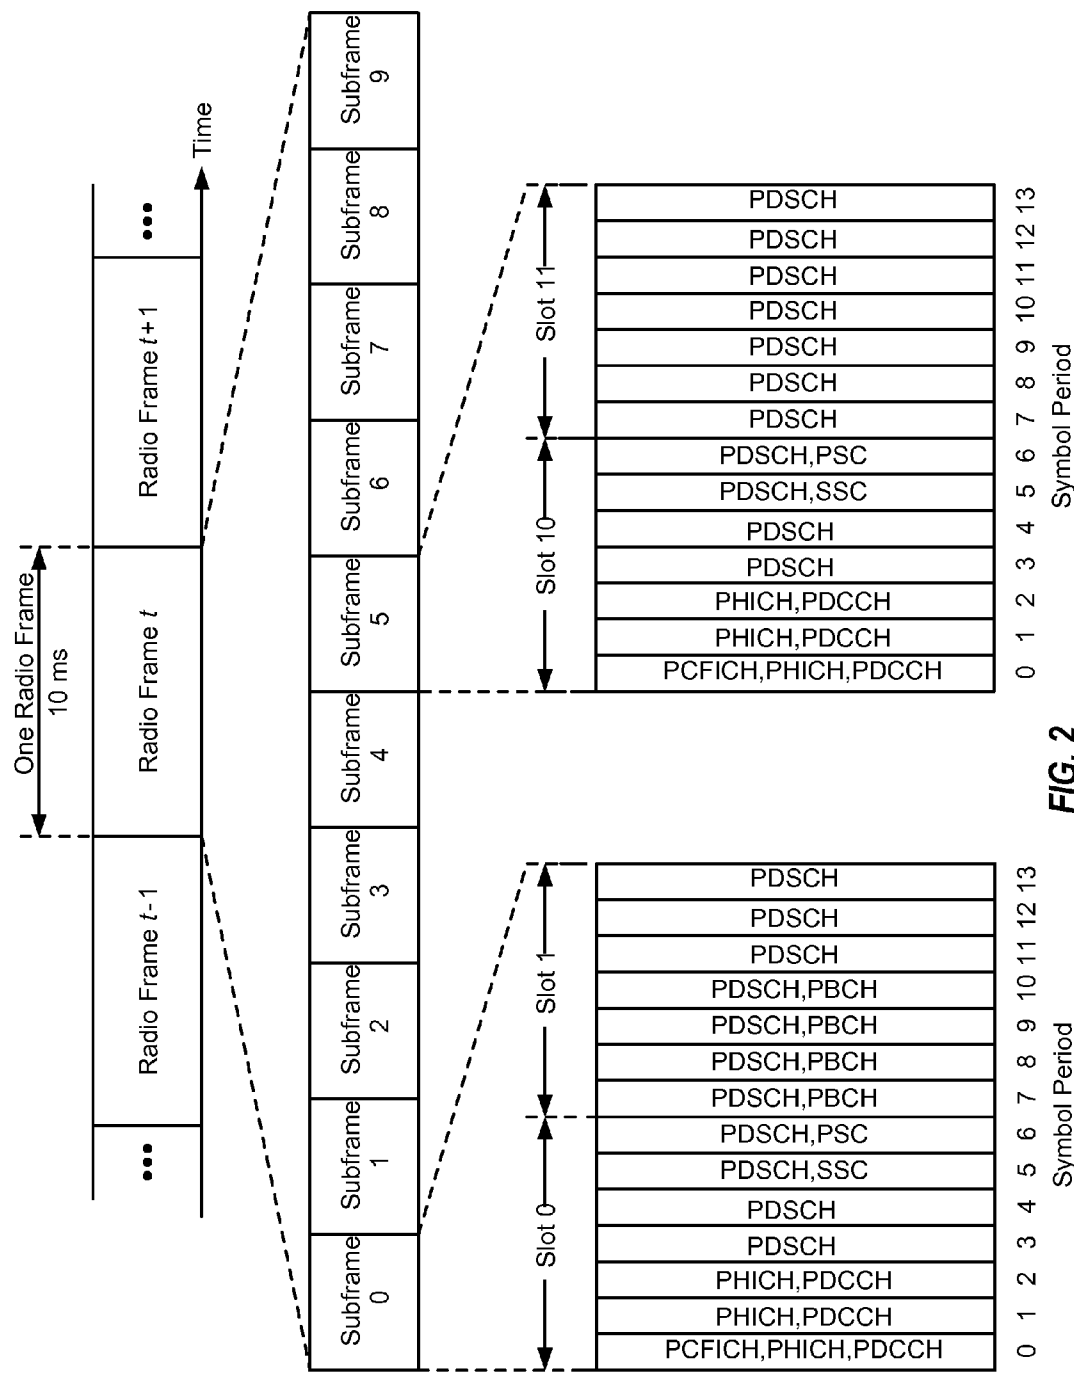 One Radio Frame
10 ms
Radio Frame t-1
Radio Frame t
Radio Frame t+1
Time
Subframe
0
Subframe
1
Subframe
2
Subframe
3
Subframe
4
Subframe
5
Subframe
6
Subframe
7
Subframe
8
Subframe
9
Slot 0
Slot 1
PCFICH,PHICH,PDCCH
PHICH,PDCCH
PHICH,PDCCH
PDSCH
PDSCH
PDSCH,SSC
PDSCH,PSC
PDSCH,PBCH
PDSCH,PBCH
PDSCH,PBCH
PDSCH,PBCH
PDSCH
PDSCH
PDSCH
0 1 2 3 4 5 6 7 8 9 10 11 12 13
Symbol Period
Slot 10
Slot 11
PCFICH,PHICH,PDCCH
PHICH,PDCCH
PHICH,PDCCH
PDSCH
PDSCH
PDSCH,SSC
PDSCH,PSC
PDSCH
PDSCH
PDSCH
PDSCH
PDSCH
PDSCH
PDSCH
0 1 2 3 4 5 6 7 8 9 10 11 12 13
Symbol Period
FIG. 2